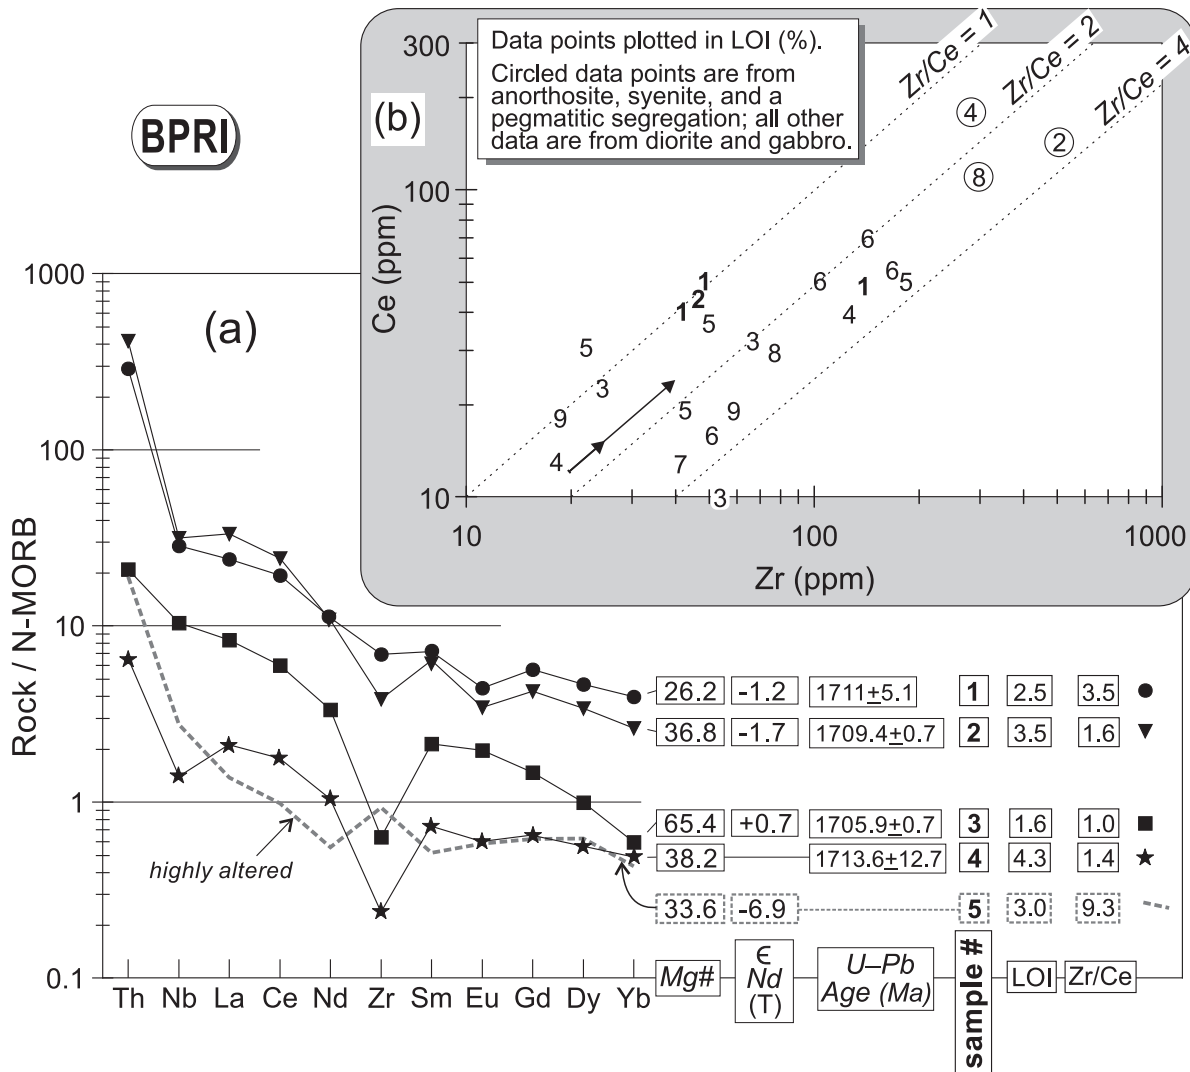 BPRI
(b)
Data points plotted in LOI (%).
Circled data points are from
anorthosite, syenite, and a
pegmatitic segregation; all other
data are from diorite and gabbro.
Zr/Ce = 1
Zr/Ce = 2
Zr/Ce = 4
300
100
10
Ce (ppm)
4
2
8
6
6
5
1
6
4
1
2
1
5
3
8
5
3
9
5
9
6
4
7
3
10
100
1000
Zr (ppm)
(a)
1000
100
10
1
0.1
Rock / N-MORB
highly altered
Th Nb La Ce Nd Zr Sm Eu Gd Dy Yb
26.2 -1.2 1711±5.1 1 2.5 3.5
36.8 -1.7 1709.4±0.7 2 3.5 1.6
65.4 +0.7 1705.9±0.7 3 1.6 1.0
38.2 1713.6±12.7 4 4.3 1.4
33.6 -6.9 5 3.0 9.3
Mg#
ϵ
Nd
(T)
U–Pb
Age (Ma)
sample #
LOI
Zr/Ce